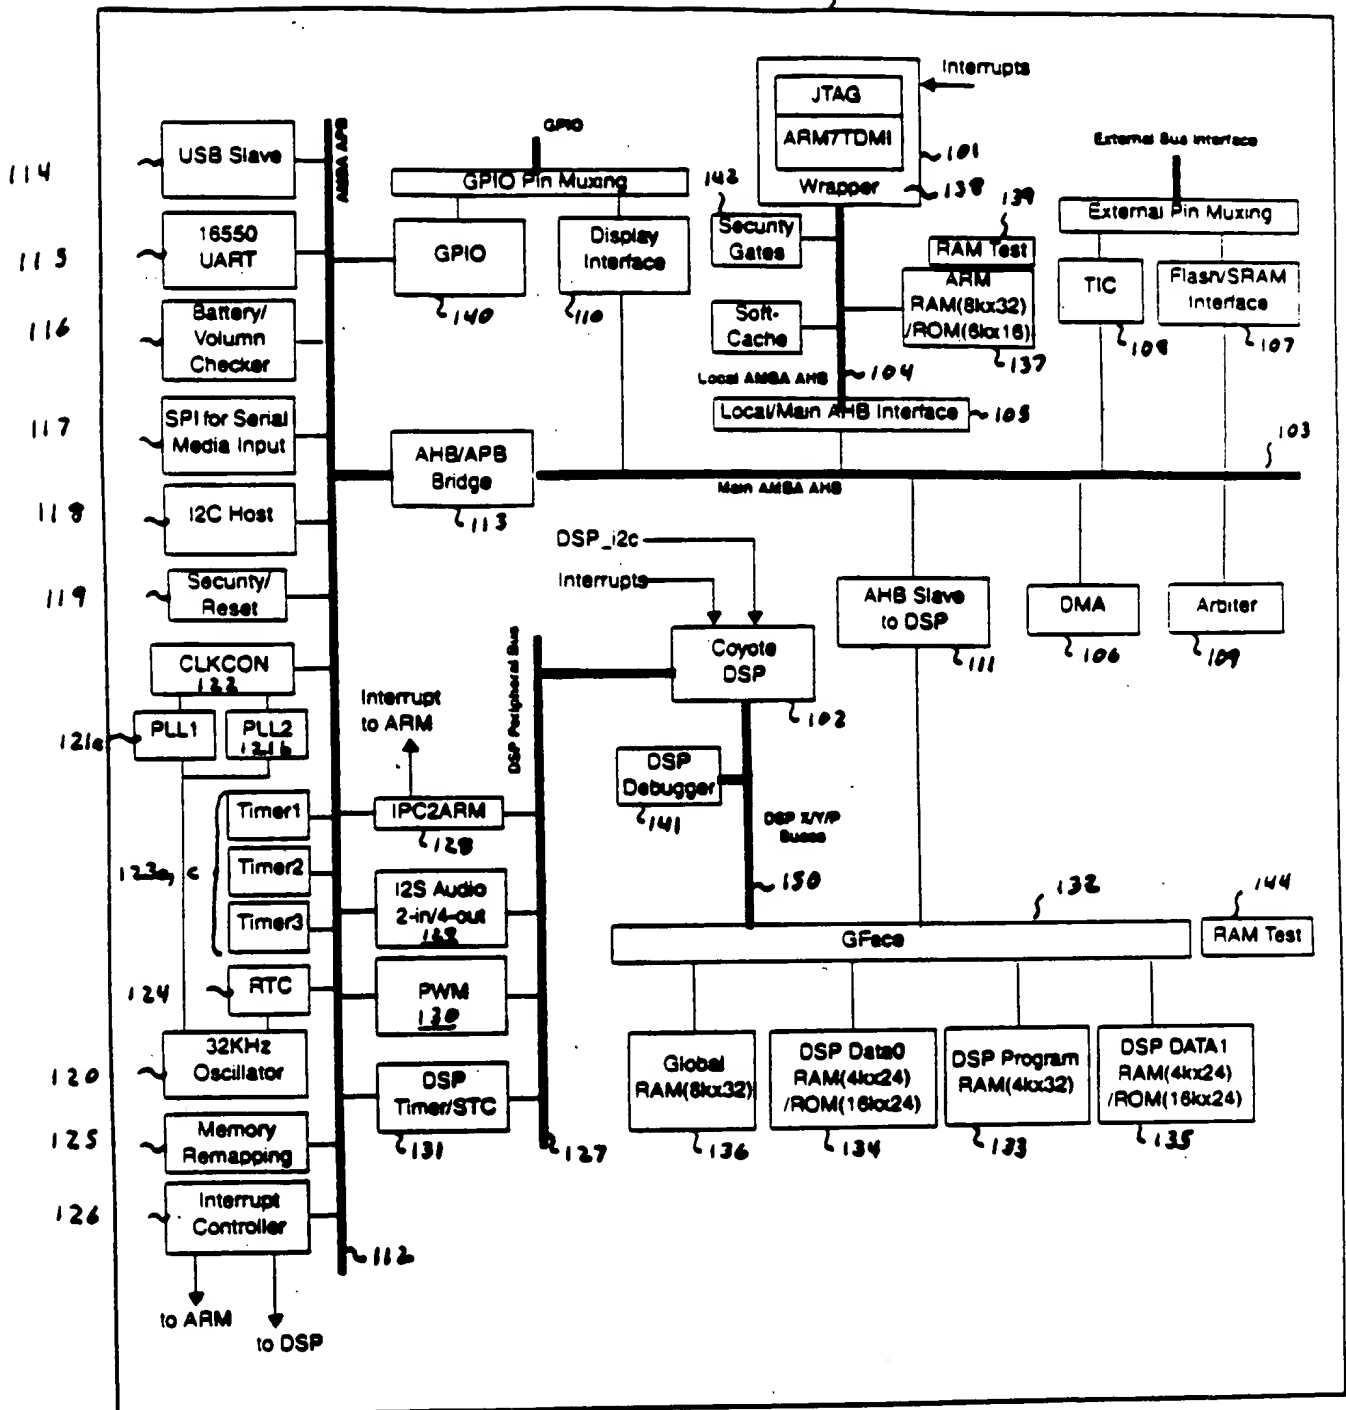 Interrupts
JTAG
ARM7TDMI
101
Wrapper
138
GPIO
GPIO Pin Muxing
External Bus Interface
External Pin Muxing
114
USB Slave
AMBA APB
115
16550
UART
GPIO
140
Display
Interface
110
142
Security
Gates
139
RAM Test
ARM
RAM(8kx32)
/ROM(6kx16)
137
TIC
108
Flash/SRAM
Interface
107
116
Battery/
Volumn
Checker
Soft-
Cache
Local AMBA AHB
104
Local/Main AHB Interface
105
117
SPI for Serial
Media Input
AHB/APB
Bridge
113
Main AMBA AHB
103
118
I2C Host
DSP_i2c
Interrupts
119
Security/
Reset
Coyote
DSP
102
AHB Slave
to DSP
111
DMA
106
Arbiter
109
CLKCON
122
DSP Peripheral Bus
121a
PLL1
PLL2
121b
Interrupt
to ARM
DSP
Debugger
141
DSP X/Y/P
Buses
150
123a, c
Timer1
Timer2
Timer3
IPC2ARM
128
I2S Audio
2-in/4-out
PWM
130
132
GFace
144
RAM Test
124
RTC
120
32KHz
Oscillator
DSP
Timer/STC
131
127
Global
RAM(8kx32)
136
DSP Data0
RAM(4kx24)
/ROM(16kx24)
134
DSP Program
RAM(4kx32)
133
DSP DATA1
RAM(4kx24)
/ROM(16kx24)
135
125
Memory
Remapping
126
Interrupt
Controller
112
to ARM
to DSP